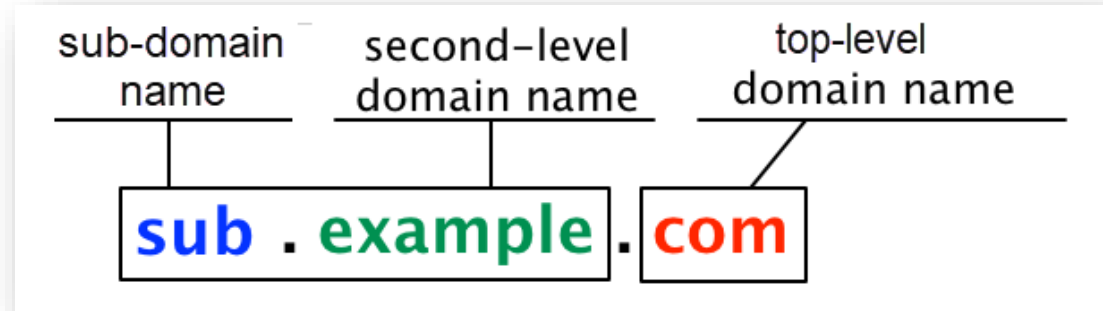 sub-domain
name
second-level
domain name
top-level
domain name
sub . example . com